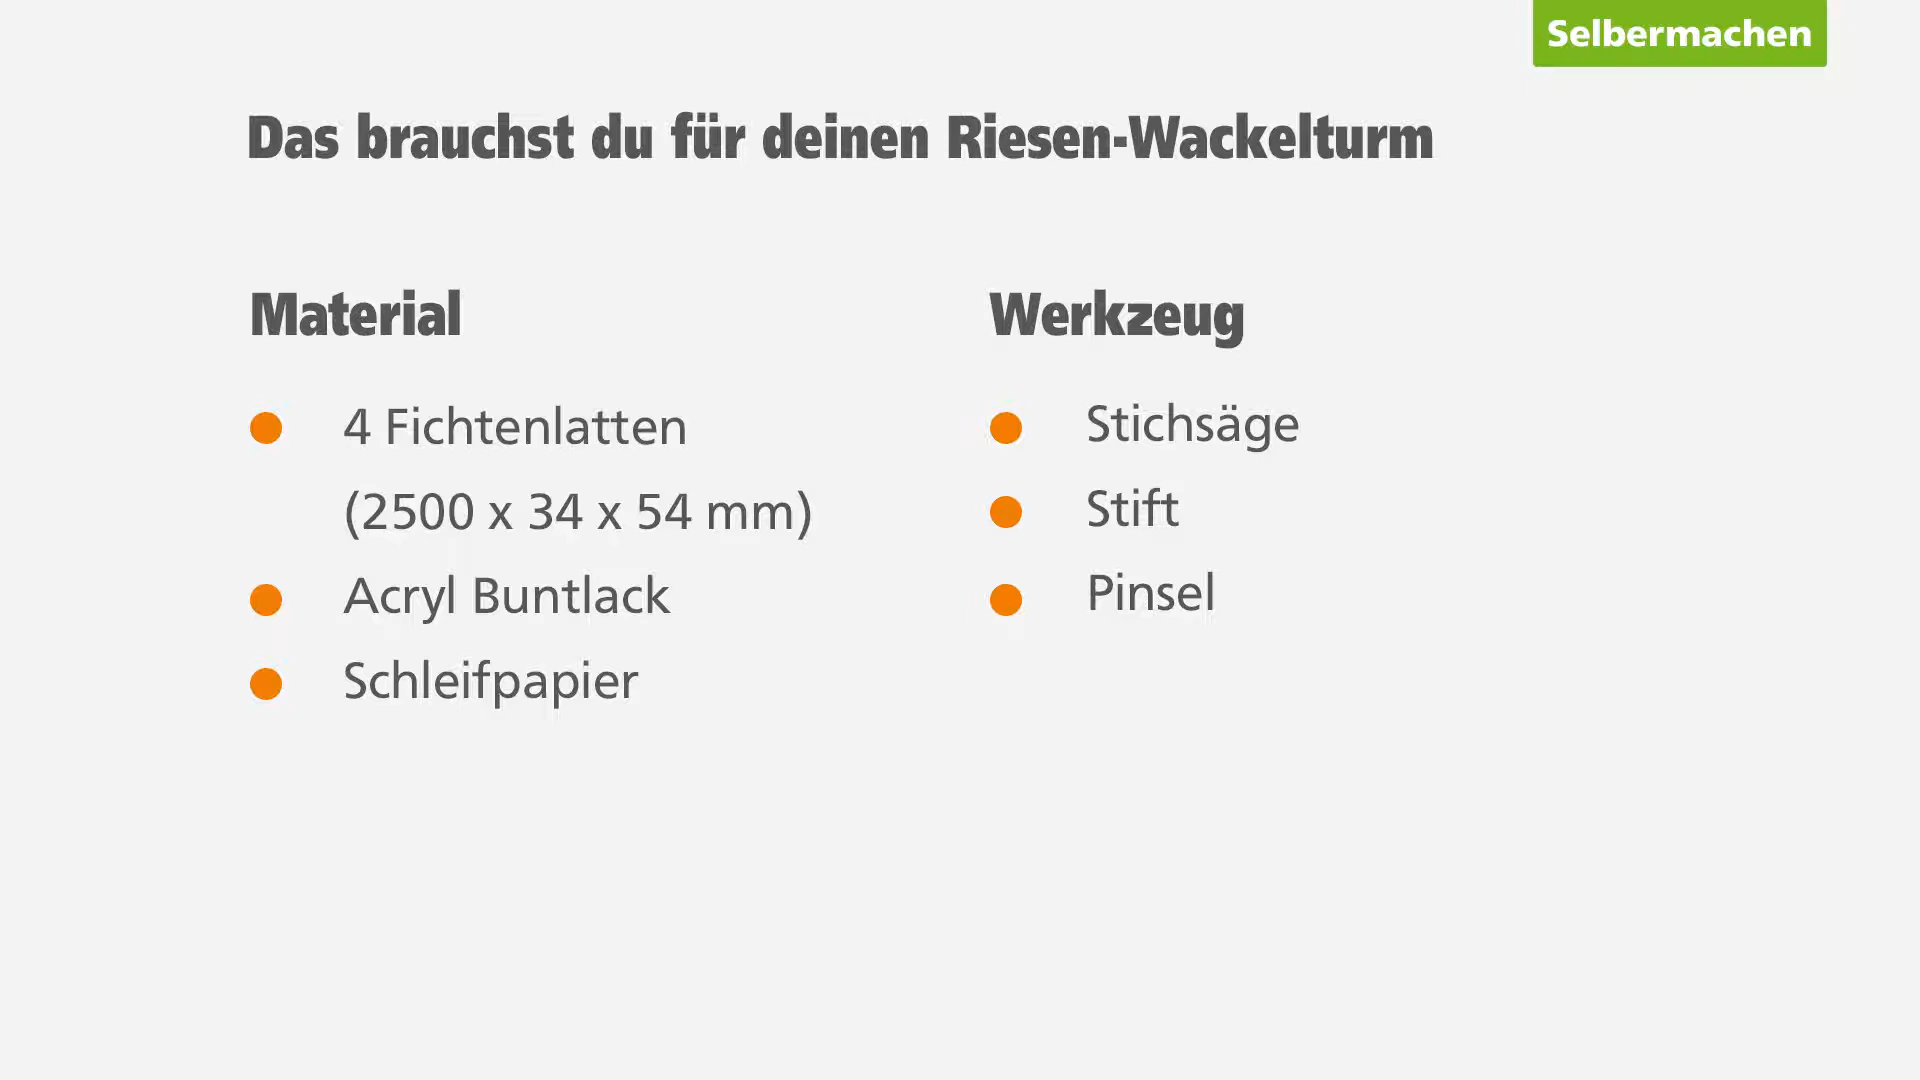 Selbermachen
Das brauchst du für deinen Riesen-Wackelturm
Material
4 Fichtenlatten
(2500 x 34 x 54 mm)
Acryl Buntlack
Schleifpapier
Werkzeug
Stichsäge
Stift
Pinsel